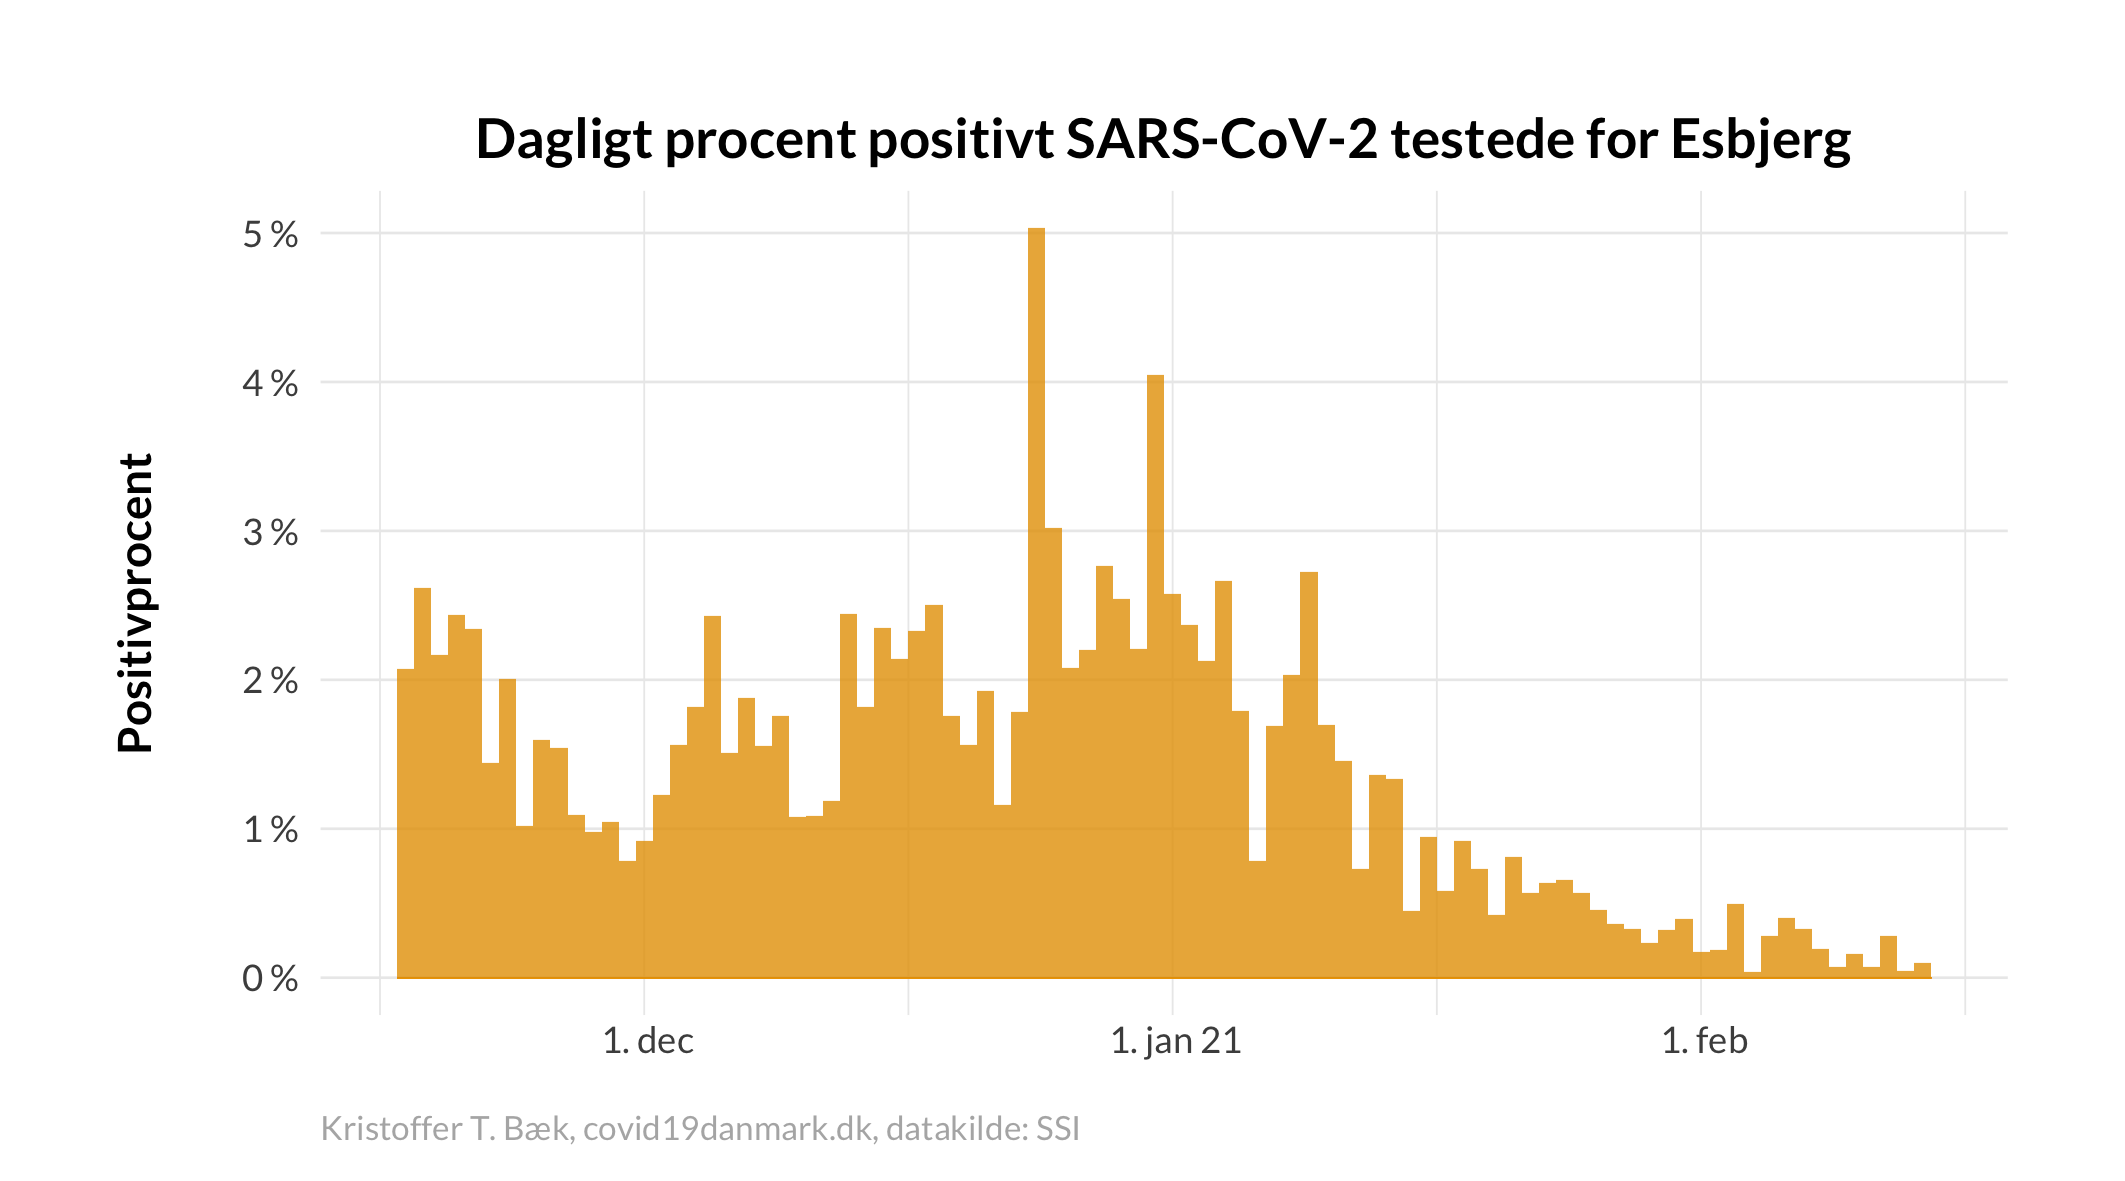 Dagligt procent positivt SARS-CoV-2 testede for Esbjerg
Positivprocent
5 %
4 %
3 %
2 %
1 %
0 %
1. dec
1. jan 21
1. feb
Kristoffer T. Bæk, covid19danmark.dk, datakilde: SSI